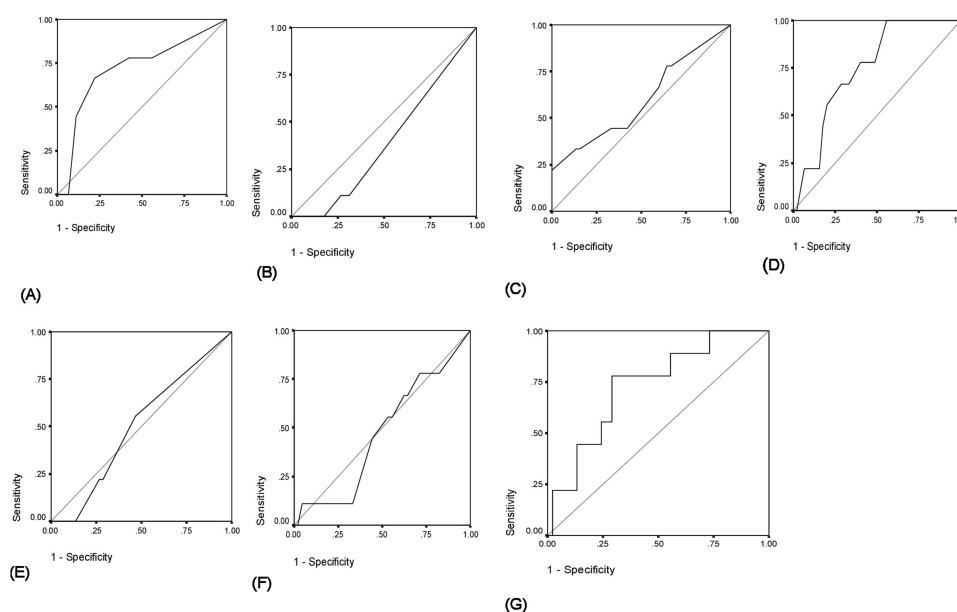 1.00
.75
.50
.25
0.00
Sensitivity
0.00 .25 .50 .75 1.00
1 - Specificity
(A)
1.00
.75
.50
.25
0.00
Sensitivity
0.00 .25 .50 .75 1.00
1 - Specificity
(B)
1.00
.75
.50
.25
0.00
Sensitivity
0.00 .25 .50 .75 1.00
1 - Specificity
(C)
1.00
.75
.50
.25
0.00
Sensitivity
0.00 .25 .50 .75
1 - Specificity
(D)
1.00
.75
.50
.25
0.00
Sensitivity
0.00 .25 .50 .75 1.00
1 - Specificity
(E)
1.00
.75
.50
.25
0.00
Sensitivity
0.00 .25 .50 .75 1.00
1 - Specificity
(F)
1.00
.75
.50
.25
0.00
Sensitivity
0.00 .25 .50 .75 1.00
1 - Specificity
(G)